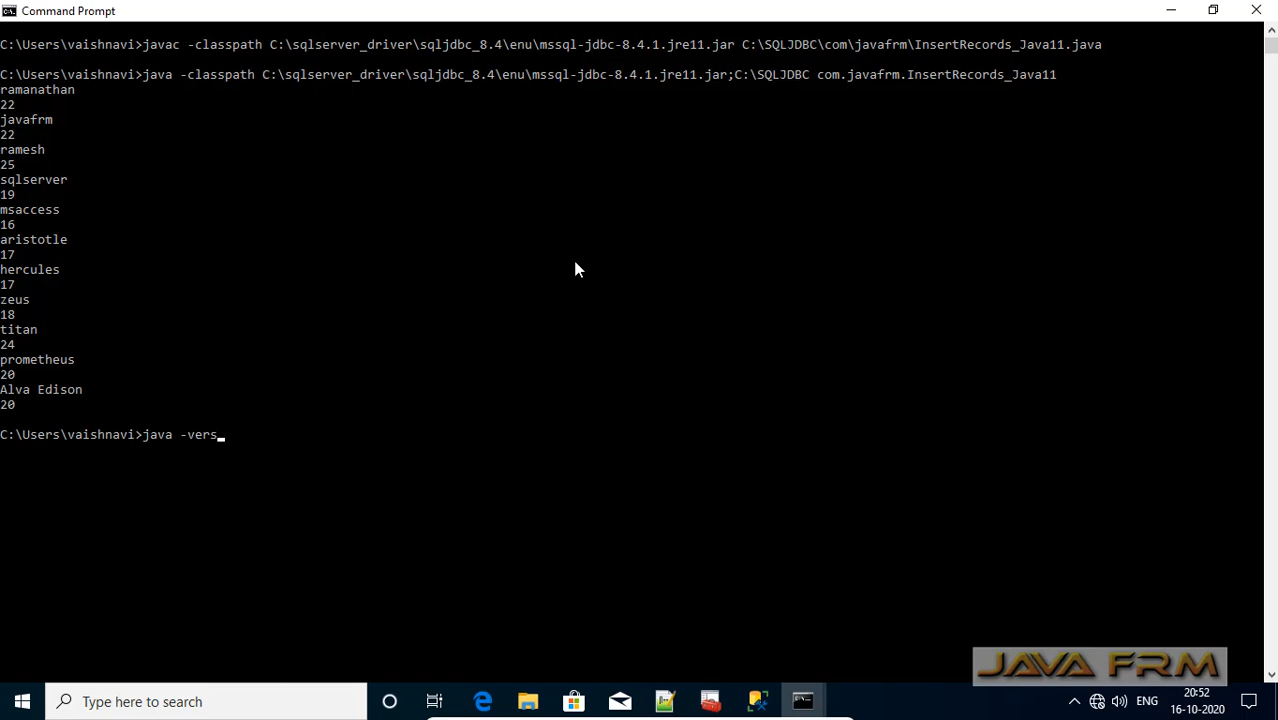 Command Prompt
C:\Users\vaishnavi>javac -classpath C:\sqlserver_driver\sqljdbc_8.4\enu\mssql-jdbc-8.4.1.jre11.jar C:\SQLJDBC\com\javafrm\InsertRecords_Java11.java
C:\Users\vaishnavi>java -classpath C:\sqlserver_driver\sqljdbc_8.4\enu\mssql-jdbc-8.4.1.jre11.jar;C:\SQLJDBC com.javafrm.InsertRecords_Java11
ramanathan
22
javafrm
22
ramesh
25
sqlserver
19
msaccess
16
aristotle
17
hercules
17
zeus
18
titan
24
prometheus
20
Alva Edison
20
C:\Users\vaishnavi>java -vers_
JAVA FRM
Type here to search
ENG
20:52
16-10-2020